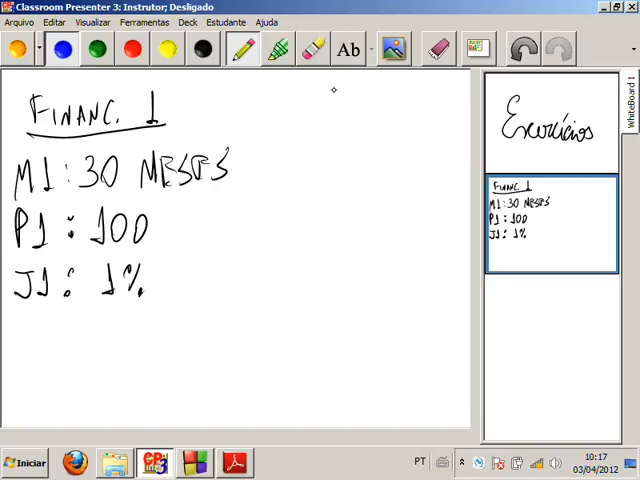 Classroom Presenter 3: Instrutor; Desligado
Arquivo Editar Visualizar Ferramentas Deck Estudante Ajuda
Ab
FINANC. 1
M1: 30 MESES
P1: 100
J1: 1%
Exercícios
FINANC. 1
M1: 30 MESES
P1: 100
J1: 1%
WhiteBoard 1
Iniciar
PT
10:17
03/04/2012